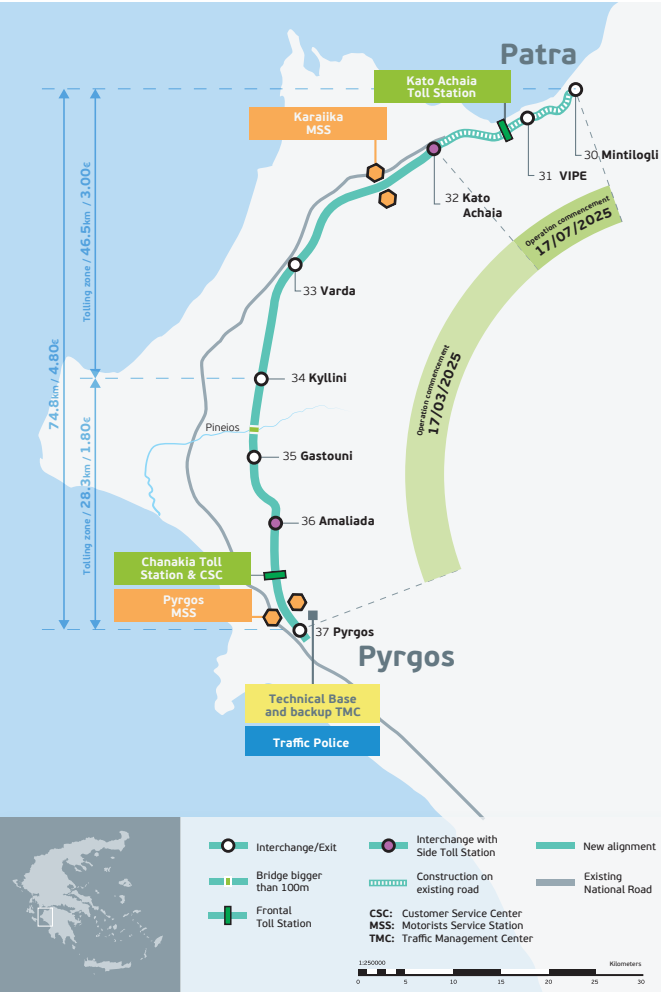 Patra
Kato Achaia
Toll Station
Karaiika
MSS
30 Mintilogli
31 VIPE
32 Kato
Achaia
Operation commencement
17/07/2025
33 Varda
34 Kyllini
Operation commencement
17/03/2025
Pineios
35 Gastouni
36 Amaliada
Tolling zone / 46.5km / 3.00€
74.8km / 4.80€
Tolling zone / 28.3km / 1.80€
Chanakia Toll
Station & CSC
Pyrgos
MSS
37 Pyrgos
Pyrgos
Technical Base
and backup TMC
Traffic Police
Interchange/Exit
Interchange with
Side Toll Station
New alignment
Bridge bigger
than 100m
Construction on
existing road
Existing
National Road
Frontal
Toll Station
CSC: Customer Service Center
MSS: Motorists Service Station
TMC: Traffic Management Center
1:250000
Kilometers
0 5 10 15 20 25 30